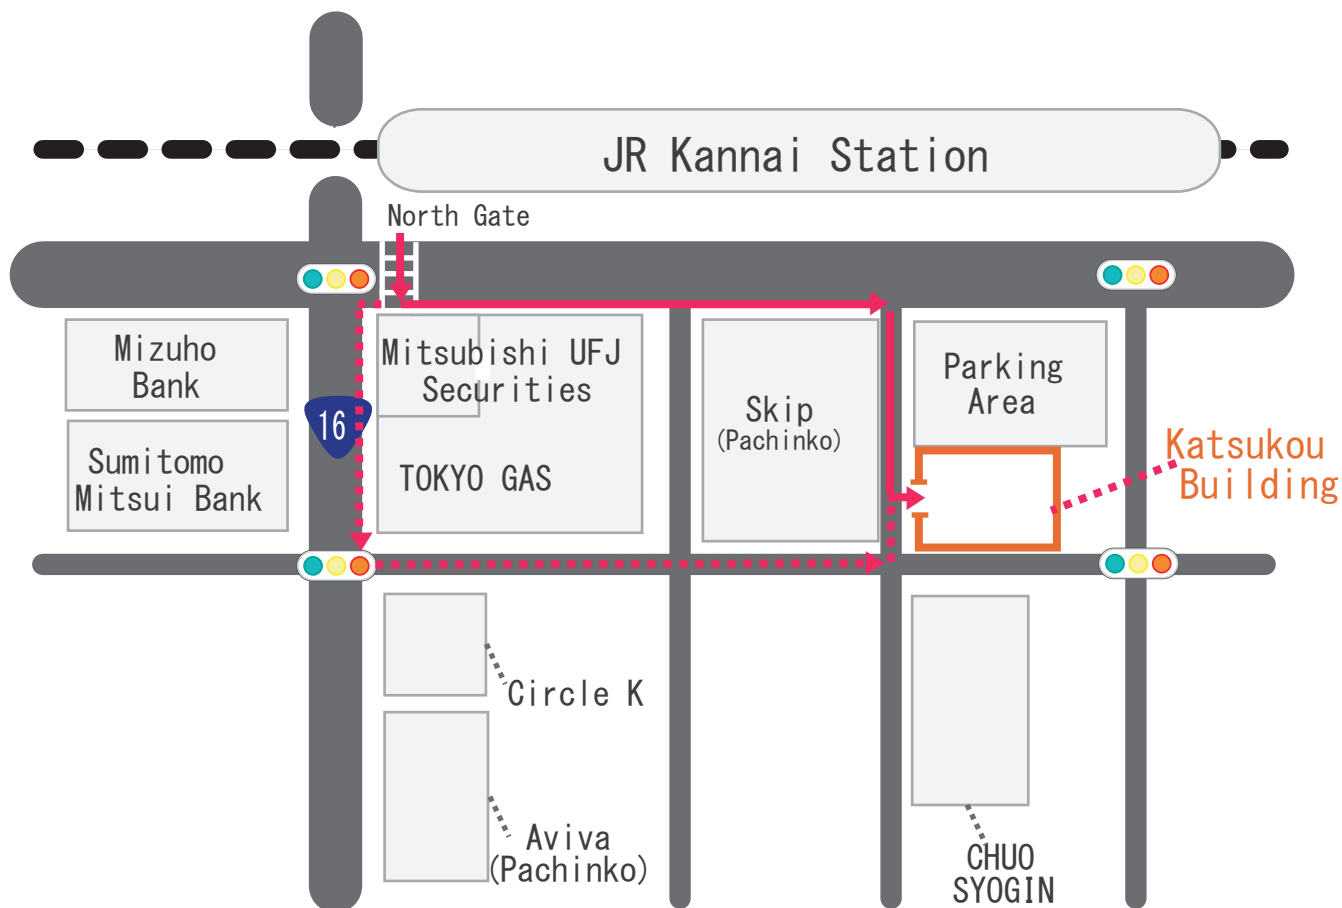 JR Kannai Station
North Gate
Mizuho
Bank
Mitsubishi UFJ
Securities
Parking
Area
Skip
(Pachinko)
16
Katsukou
Building
Sumitomo
Mitsui Bank
TOKYO GAS
Circle K
Aviva
(Pachinko)
CHUO
SYOGIN